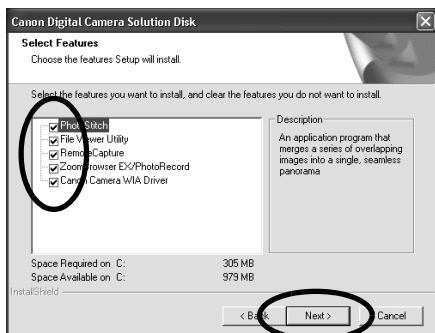 Canon Digital Camera Solution Disk
Select Features
Choose the features Setup will install.
Select the features you want to install, and clear the features you do not want to install.
PhotoStitch
File Viewer Utility
RemoteCapture
ZoomBrowser EX/PhotoRecord
Canon Camera WIA Driver
Description
An application program that
merges a series of overlapping
images into a single, seamless
panorama
Space Required on C: 305 MB
Space Available on C: 979 MB
InstallShield
< Back Next > Cancel